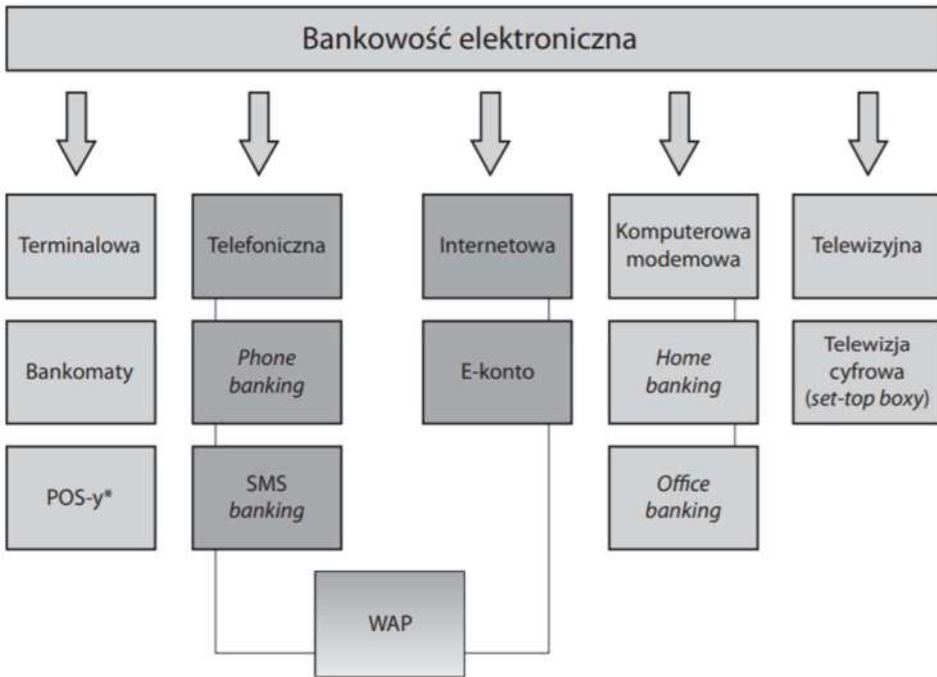 Bankowość elektroniczna
Terminalowa
Telefoniczna
Internetowa
Komputerowa
modemowa
Telewizyjna
Bankomaty
Phone
banking
E-konto
Home
banking
Telewizja
cyfrowa
(set-top boxy)
POS-y*
SMS
banking
Office
banking
WAP